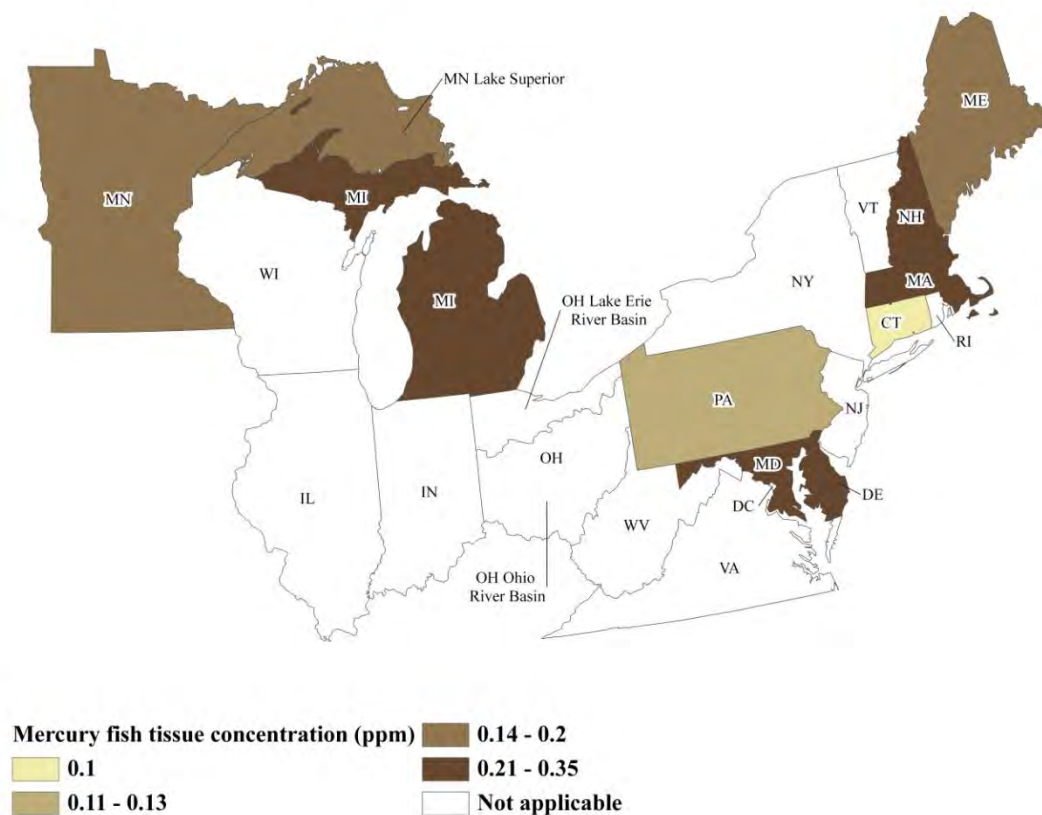 MN Lake Superior
ME
MN
MI
VT
NH
WI
MI
OH Lake Erie
River Basin
NY
MA
CT
RI
PA
NJ
OH
MD
IL
IN
DE
DC
WV
VA
OH Ohio
River Basin
Mercury fish tissue concentration (ppm)
0.1
0.11 - 0.13
0.14 - 0.2
0.21 - 0.35
Not applicable